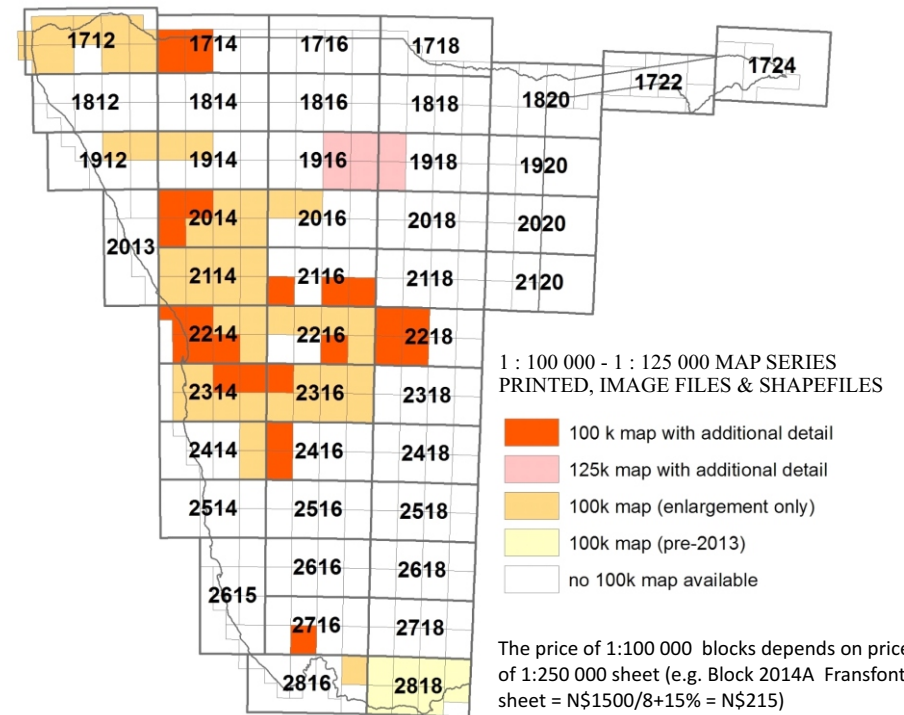 1712 1714 1716 1718
1722 1724
1812 1814 1816 1818 1820
1912 1914 1916 1918 1920
2013 2014 2016 2018 2020
2114 2116 2118 2120
2214 2216 2218
2314 2316 2318
2414 2416 2418
2514 2516 2518
2615 2616 2618
2716 2718
2816 2818
1 : 100 000 - 1 : 125 000 MAP SERIES
PRINTED, IMAGE FILES & SHAPEFILES
100 k map with additional detail
125k map with additional detail
100k map (enlargement only)
100k map (pre-2013)
no 100k map available
The price of 1:100 000 blocks depends on price
of 1:250 000 sheet (e.g. Block 2014A Fransfont
sheet = N$1500/8+15% = N$215)